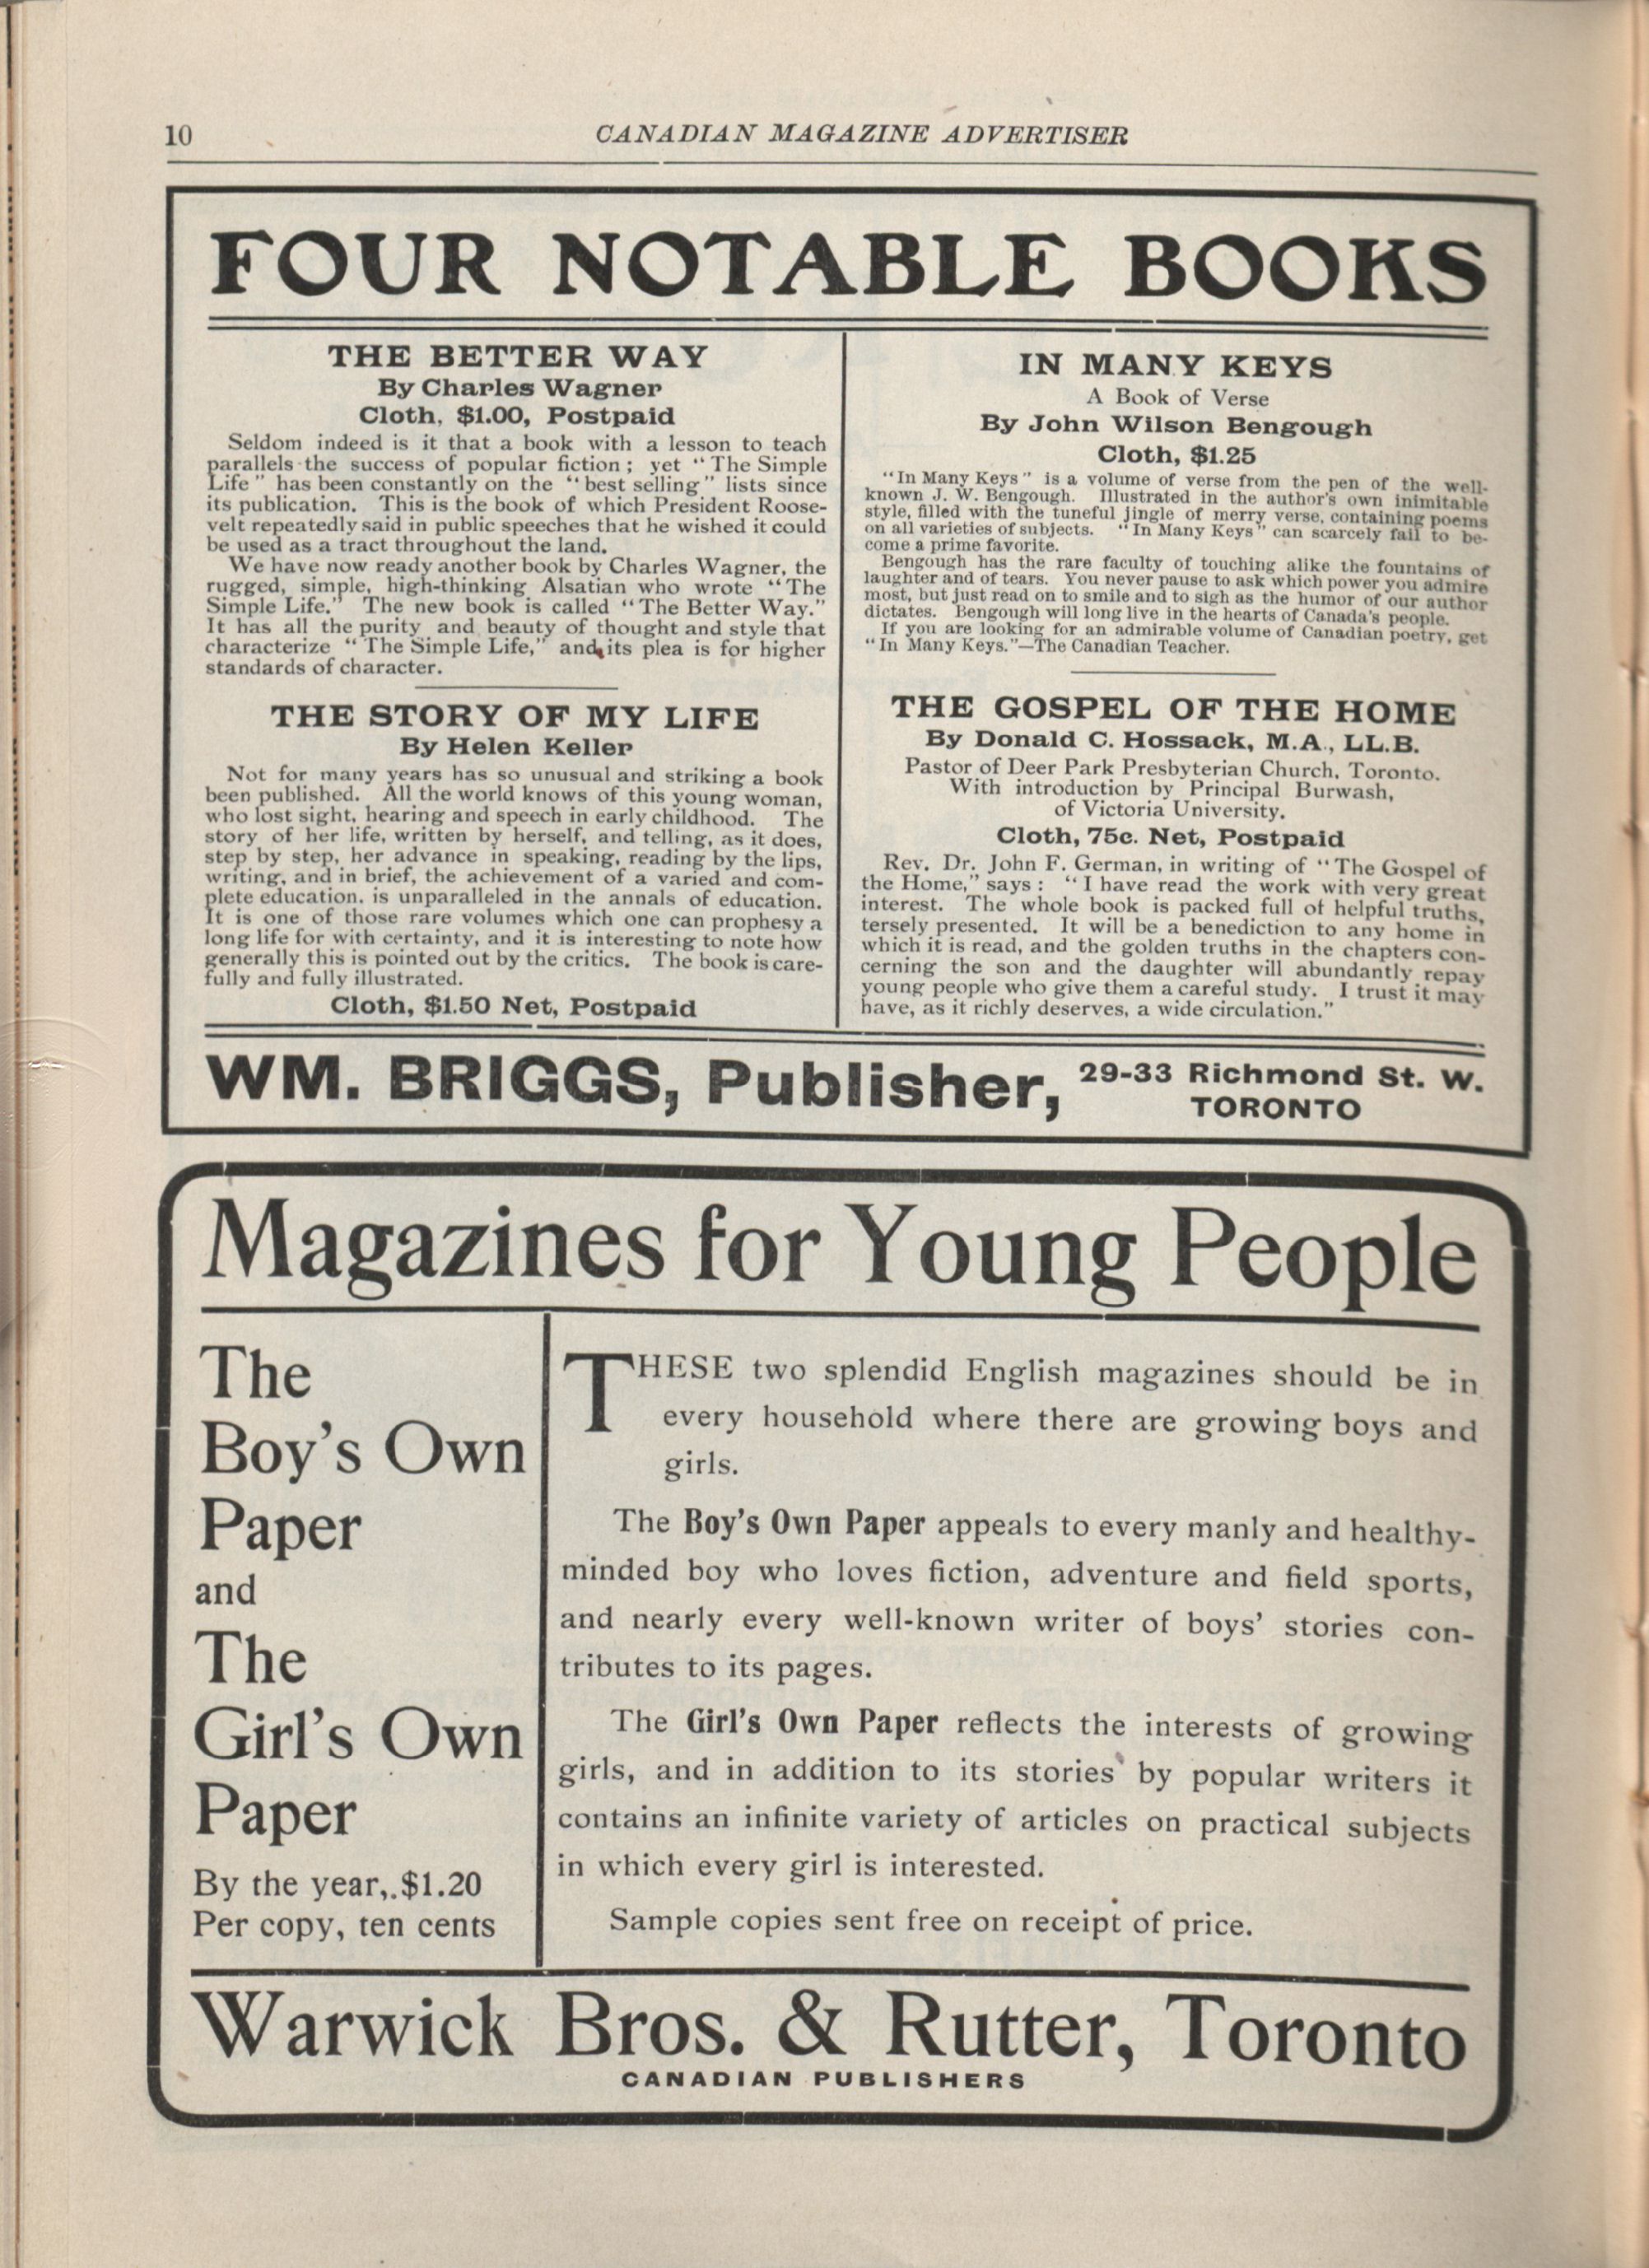 10
CANADIAN MAGAZINE ADVERTISER
FOUR NOTABLE BOOKS
THE BETTER WAY
By Charles Wagner
Cloth, $1.00, Postpaid
Seldom indeed is it that a book with a lesson to teach
parallels the success of popular fiction; yet "The Simple
Life" has been constantly on the "best selling" lists since
its publication. This is the book of which President Roose-
velt repeatedly said in public speeches that he wished it could
be used as a tract throughout the land.
We have now ready another book by Charles Wagner, the
rugged, simple, high-thinking Alsatian who wrote "The
Simple Life." The new book is called "The Better Way."
It has all the purity and beauty of thought and style that
characterize "The Simple Life," and its plea is for higher
standards of character.
THE STORY OF MY LIFE
By Helen Keller
Not for many years has so unusual and striking a book
been published. All the world knows of this young woman,
who lost sight, hearing and speech in early childhood. The
story of her life, written by herself, and telling, as it does,
step by step, her advance in speaking, reading by the lips,
writing, and in brief, the achievement of a varied and com-
plete education, is unparalleled in the annals of education.
It is one of those rare volumes which one can prophesy a
long life for with certainty, and it is interesting to note how
generally this is pointed out by the critics. The book is care-
fully and fully illustrated.
Cloth, $1.50 Net, Postpaid
IN MANY KEYS
A Book of Verse
By John Wilson Bengough
Cloth, $1.25
"In Many Keys" is a volume of verse from the pen of the well-
known J. W. Bengough. Illustrated in the author's own inimitable
style, filled with the tuneful jingle of merry verse, containing poems
on all varieties of subjects. "In Many Keys" can scarcely fail to be-
come a prime favorite.
Bengough has the rare faculty of touching alike the fountains of
laughter and of tears. You never pause to ask which power you admire
most, but just read on to smile and to sigh as the humor of our author
dictates. Bengough will long live in the hearts of Canada's people.
If you are looking for an admirable volume of Canadian poetry, get
"In Many Keys."—The Canadian Teacher.
THE GOSPEL OF THE HOME
By Donald C. Hossack, M.A., LL.B.
Pastor of Deer Park Presbyterian Church, Toronto.
With introduction by Principal Burwash,
of Victoria University.
Cloth, 75c. Net, Postpaid
Rev. Dr. John F. German, in writing of "The Gospel of
the Home," says: "I have read the work with very great
interest. The whole book is packed full of helpful truths,
tersely presented. It will be a benediction to any home in
which it is read, and the golden truths in the chapters con-
cerning the son and the daughter will abundantly repay
young people who give them a careful study. I trust it may
have, as it richly deserves, a wide circulation."
WM. BRIGGS, Publisher, 29-33 Richmond St. W.
TORONTO
Magazines for Young People
The
Boy's Own
Paper
and
The
Girl's Own
Paper
By the year, $1.20
Per copy, ten cents
THESE two splendid English magazines should be in
every household where there are growing boys and
girls.
The Boy's Own Paper appeals to every manly and healthy-
minded boy who loves fiction, adventure and field sports,
and nearly every well-known writer of boys' stories con-
tributes to its pages.
The Girl's Own Paper reflects the interests of growing
girls, and in addition to its stories by popular writers it
contains an infinite variety of articles on practical subjects
in which every girl is interested.
Sample copies sent free on receipt of price.
Warwick Bros. & Rutter, Toronto
CANADIAN PUBLISHERS